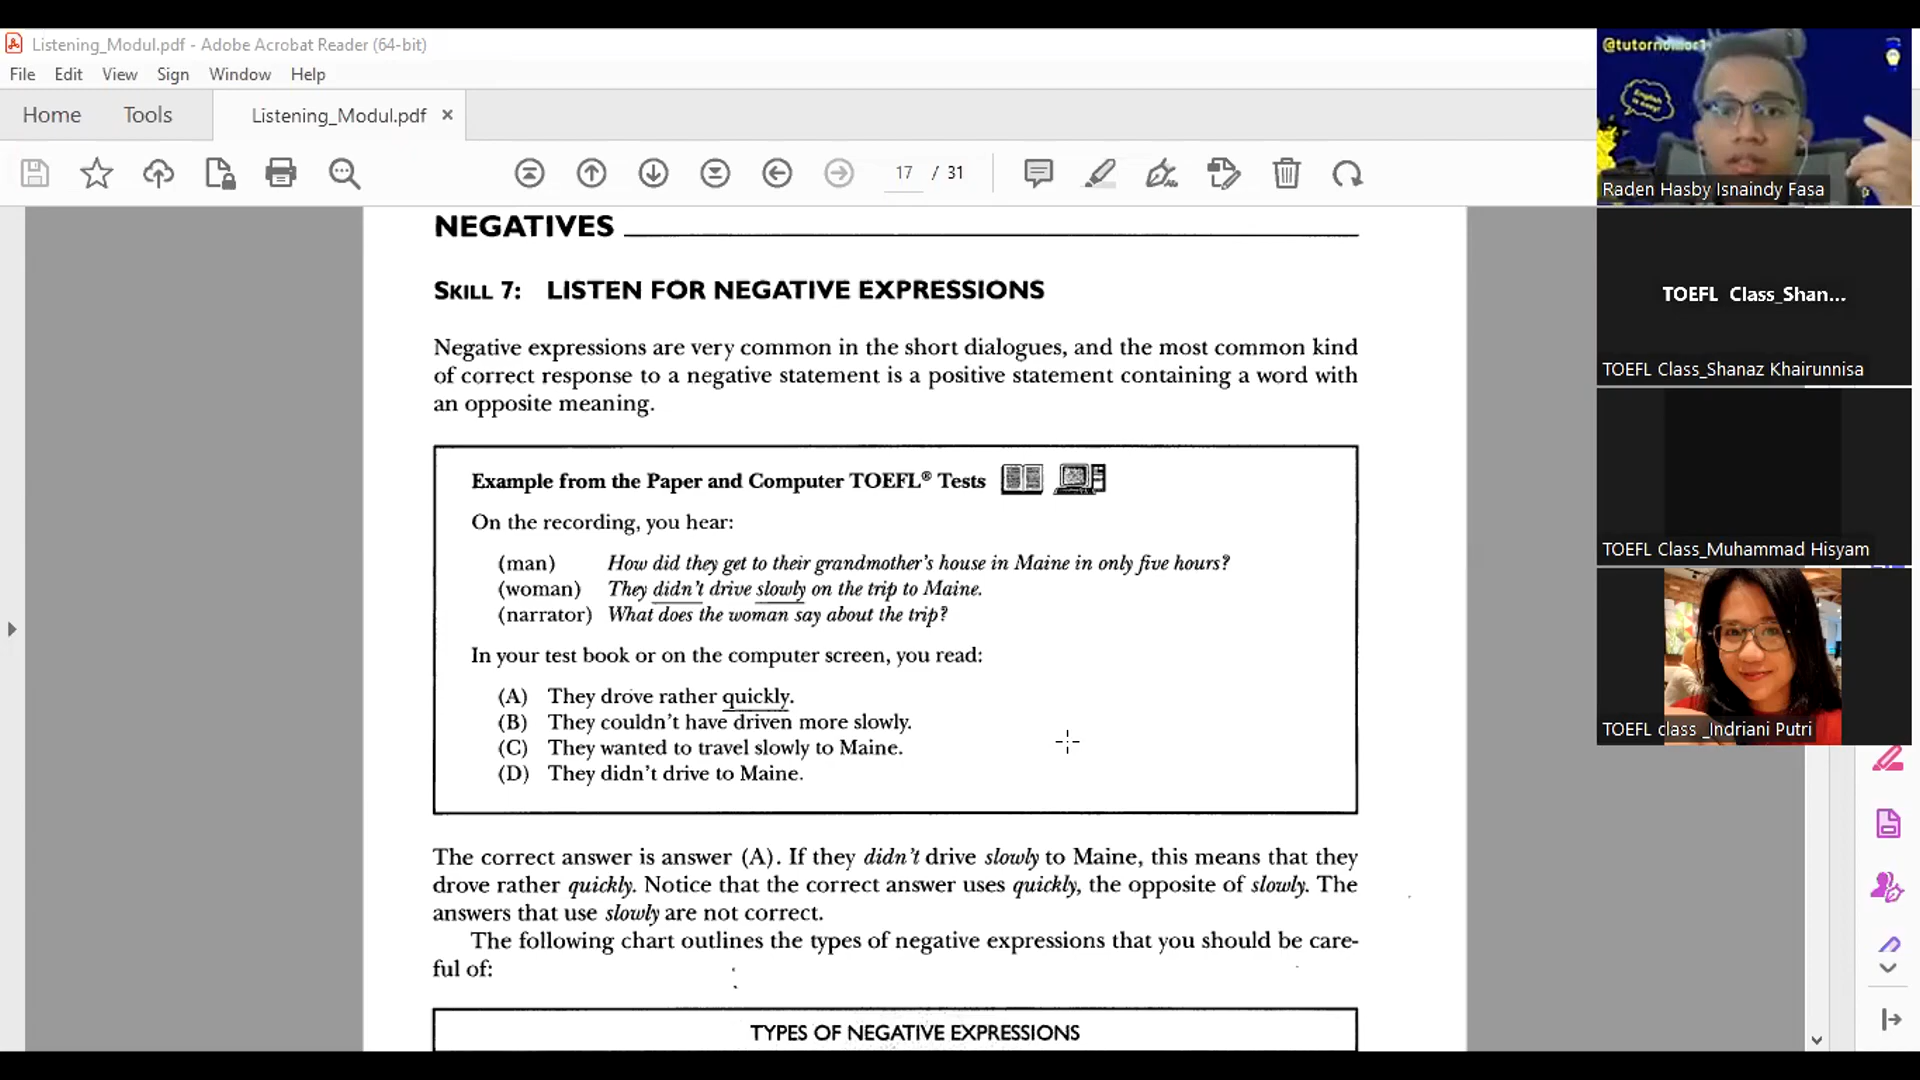 Listening_Modul.pdf - Adobe Acrobat Reader (64-bit)
File Edit View Sign Window Help
Home Tools Listening_Modul.pdf ×
17 / 31
NEGATIVES
SKILL 7: LISTEN FOR NEGATIVE EXPRESSIONS
Negative expressions are very common in the short dialogues, and the most common kind
of correct response to a negative statement is a positive statement containing a word with
an opposite meaning.
Example from the Paper and Computer TOEFL® Tests
On the recording, you hear:
(man) How did they get to their grandmother's house in Maine in only five hours?
(woman) They didn't drive slowly on the trip to Maine.
(narrator) What does the woman say about the trip?
In your test book or on the computer screen, you read:
(A) They drove rather quickly.
(B) They couldn't have driven more slowly.
(C) They wanted to travel slowly to Maine.
(D) They didn't drive to Maine.
The correct answer is answer (A). If they didn't drive slowly to Maine, this means that they
drove rather quickly. Notice that the correct answer uses quickly, the opposite of slowly. The
answers that use slowly are not correct.
The following chart outlines the types of negative expressions that you should be care-
ful of:
TYPES OF NEGATIVE EXPRESSIONS
@tutornomor1
English is easy!
Raden Hasby Isnaindy Fasa
TOEFL Class_Shan...
TOEFL Class_Shanaz Khairunnisa
TOEFL Class_Muhammad Hisyam
TOEFL class _Indriani Putri